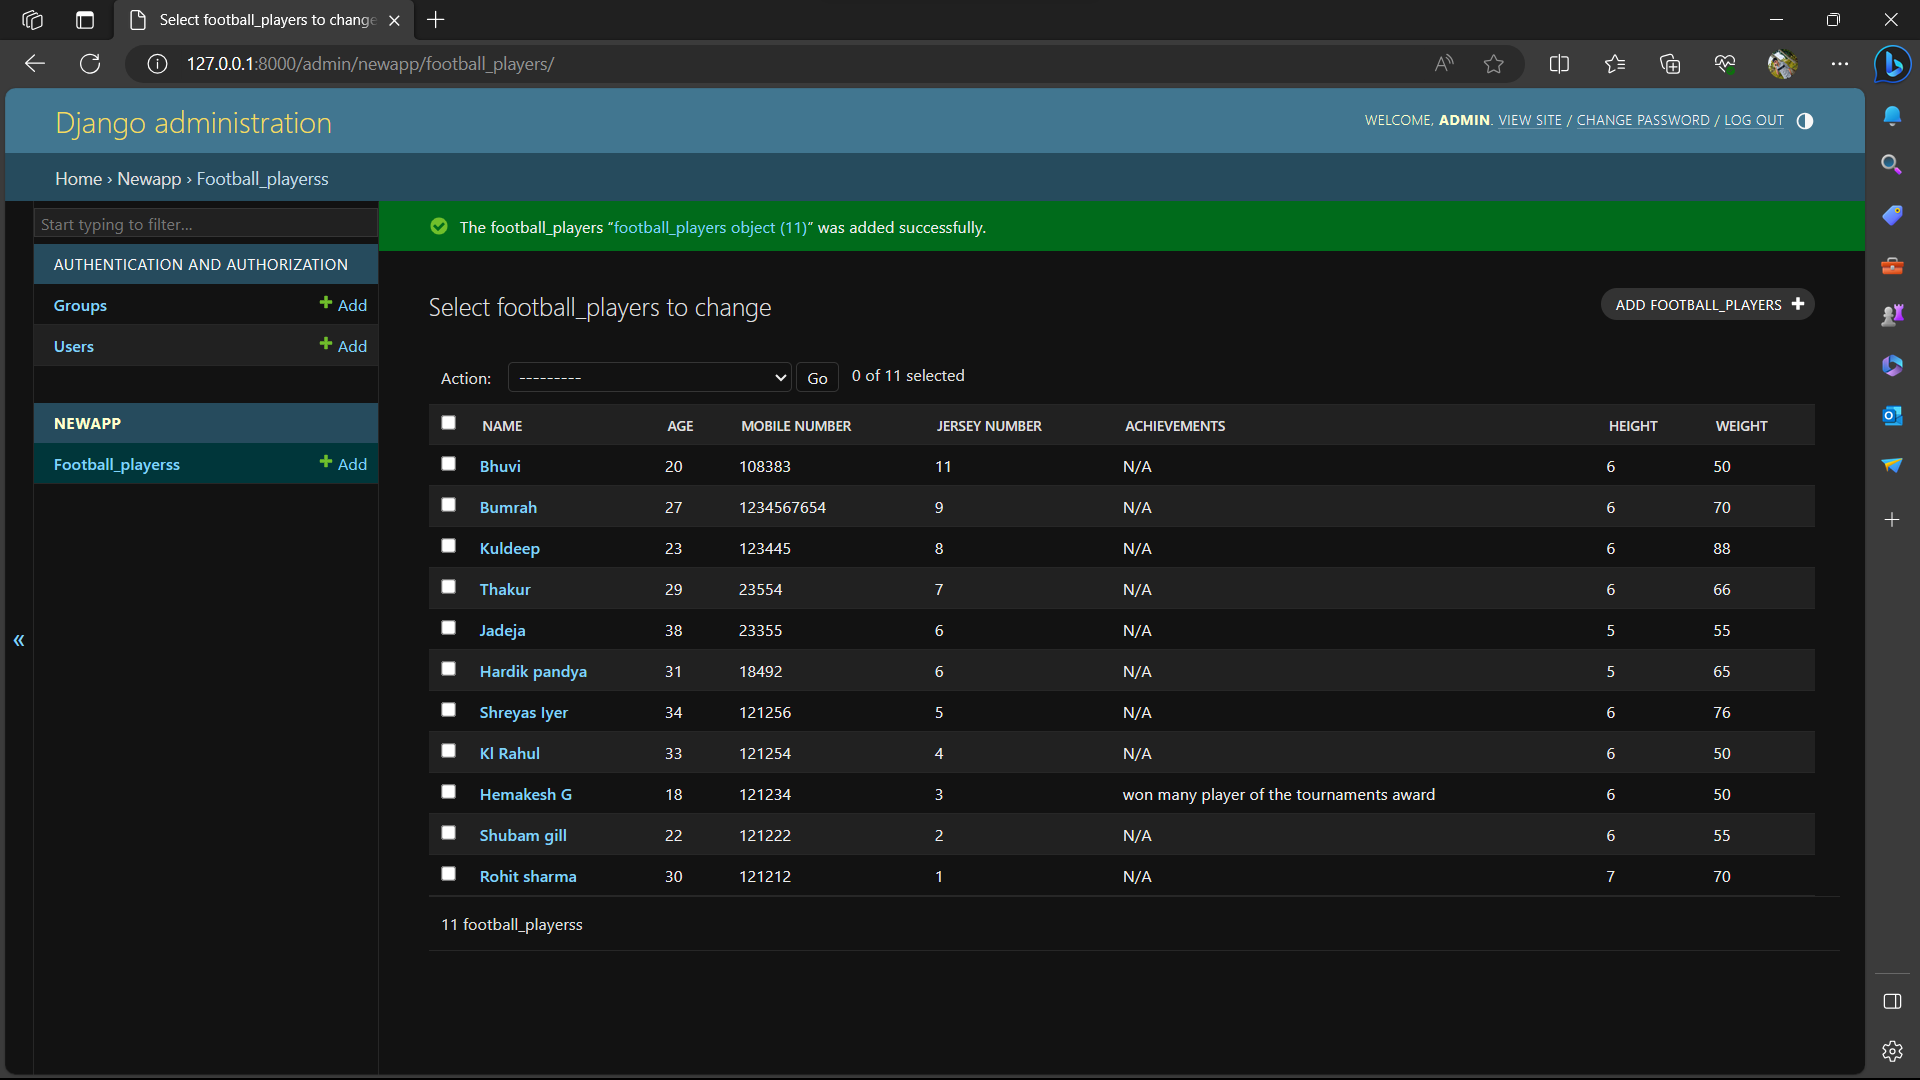 Select football_players to change
127.0.0.1:8000/admin/newapp/football_players/
Django administration
WELCOME, ADMIN. VIEW SITE / CHANGE PASSWORD / LOG OUT
Home › Newapp › Football_playerss
Start typing to filter...
AUTHENTICATION AND AUTHORIZATION
Groups + Add
Users + Add
NEWAPP
Football_playerss + Add
«
The football_players “football_players object (11)” was added successfully.
Select football_players to change
ADD FOOTBALL_PLAYERS +
Action: --------- Go 0 of 11 selected
NAME AGE MOBILE NUMBER JERSEY NUMBER ACHIEVEMENTS HEIGHT WEIGHT
Bhuvi 20 108383 11 N/A 6 50
Bumrah 27 1234567654 9 N/A 6 70
Kuldeep 23 123445 8 N/A 6 88
Thakur 29 23554 7 N/A 6 66
Jadeja 38 23355 6 N/A 5 55
Hardik pandya 31 18492 6 N/A 5 65
Shreyas Iyer 34 121256 5 N/A 6 76
Kl Rahul 33 121254 4 N/A 6 50
Hemakesh G 18 121234 3 won many player of the tournaments award 6 50
Shubam gill 22 121222 2 N/A 6 55
Rohit sharma 30 121212 1 N/A 7 70
11 football_playerss